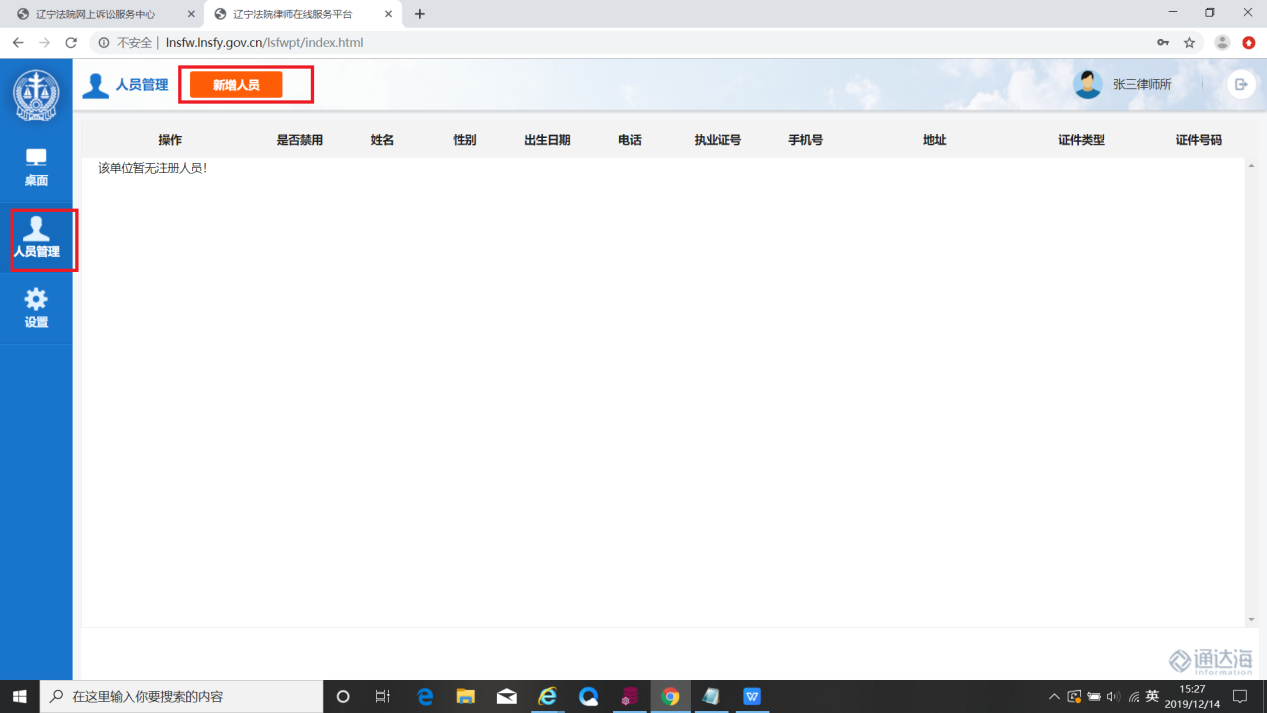 辽宁法院网上诉讼服务中心
辽宁法院律师在线服务平台
不安全 | lnsfw.lnsfy.gov.cn/lsfwpt/index.html
人员管理
新增人员
张三律师所
桌面
人员管理
设置
操作 是否禁用 姓名 性别 出生日期 电话 执业证号 手机号 地址 证件类型 证件号码
该单位暂无注册人员!
通达海
Information
在这里输入你要搜索的内容
英
15:27
2019/12/14